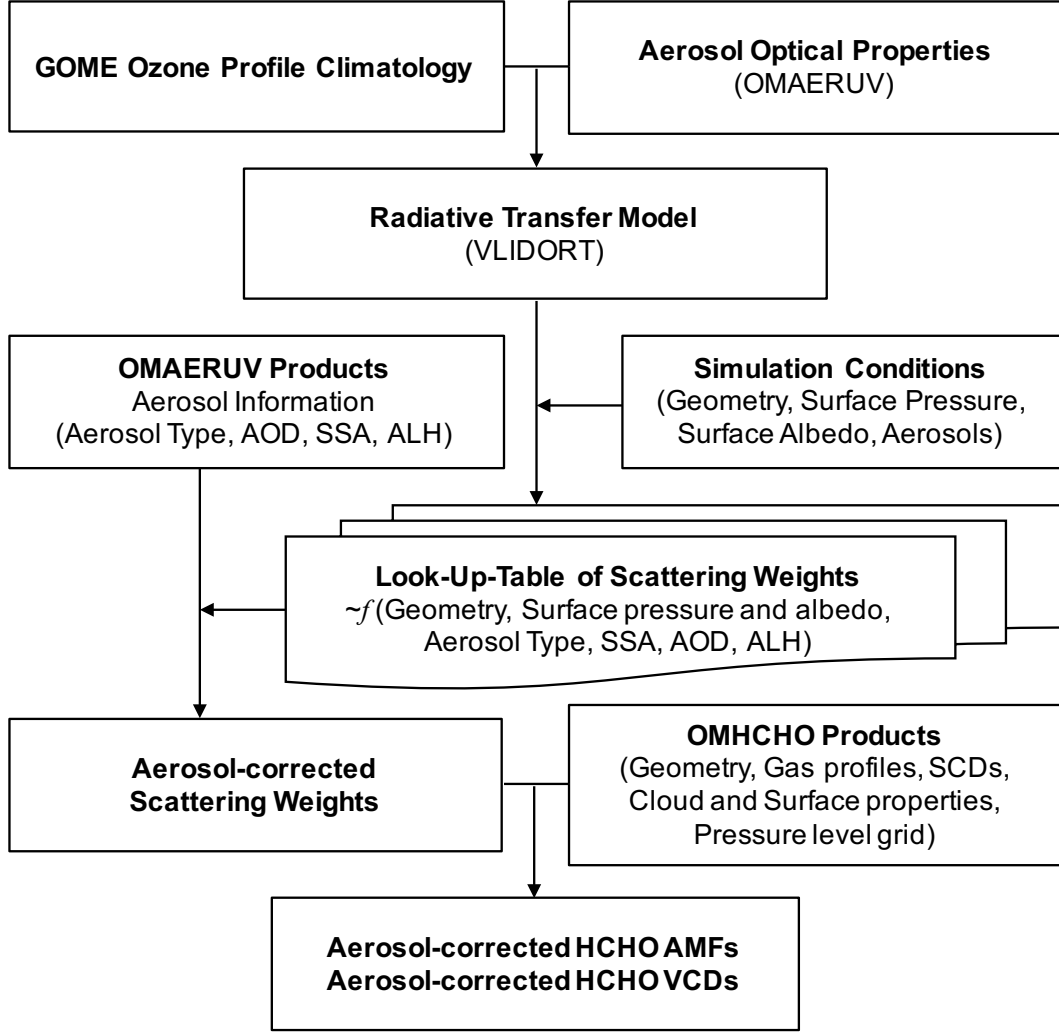 GOME Ozone Profile Climatology
Aerosol Optical Properties
(OMAERUV)
Radiative Transfer Model
(VLIDORT)
OMAERUV Products
Aerosol Information
(Aerosol Type, AOD, SSA, ALH)
Simulation Conditions
(Geometry, Surface Pressure,
Surface Albedo, Aerosols)
Look-Up-Table of Scattering Weights
~f (Geometry, Surface pressure and albedo,
Aerosol Type, SSA, AOD, ALH)
Aerosol-corrected
Scattering Weights
OMHCHO Products
(Geometry, Gas profiles, SCDs,
Cloud and Surface properties,
Pressure level grid)
Aerosol-corrected HCHO AMFs
Aerosol-corrected HCHO VCDs